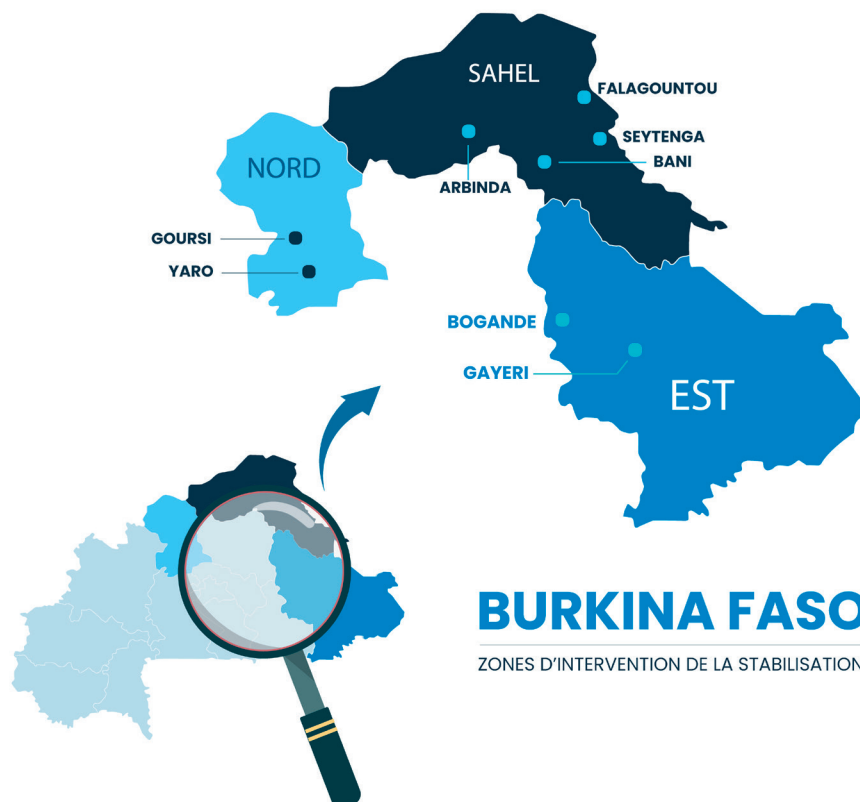 SAHEL
FALAGOUNTOU
SEYTENGA
BANI
ARBINDA
NORD
GOURSI
YARO
BOGANDE
GAYERI
EST
BURKINA FASO
ZONES D'INTERVENTION DE LA STABILISATION